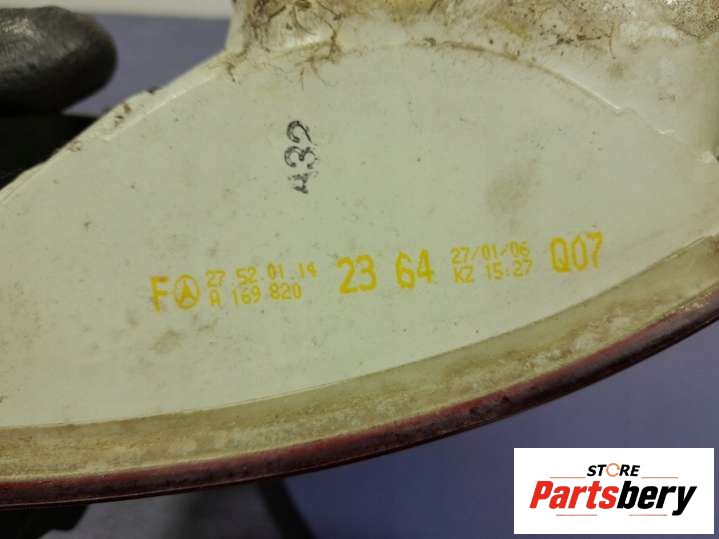 432
F 27 52 01 14 23 64 27/01/06 Q07
A 169 820 KZ 15:27
STORE
Partsbery